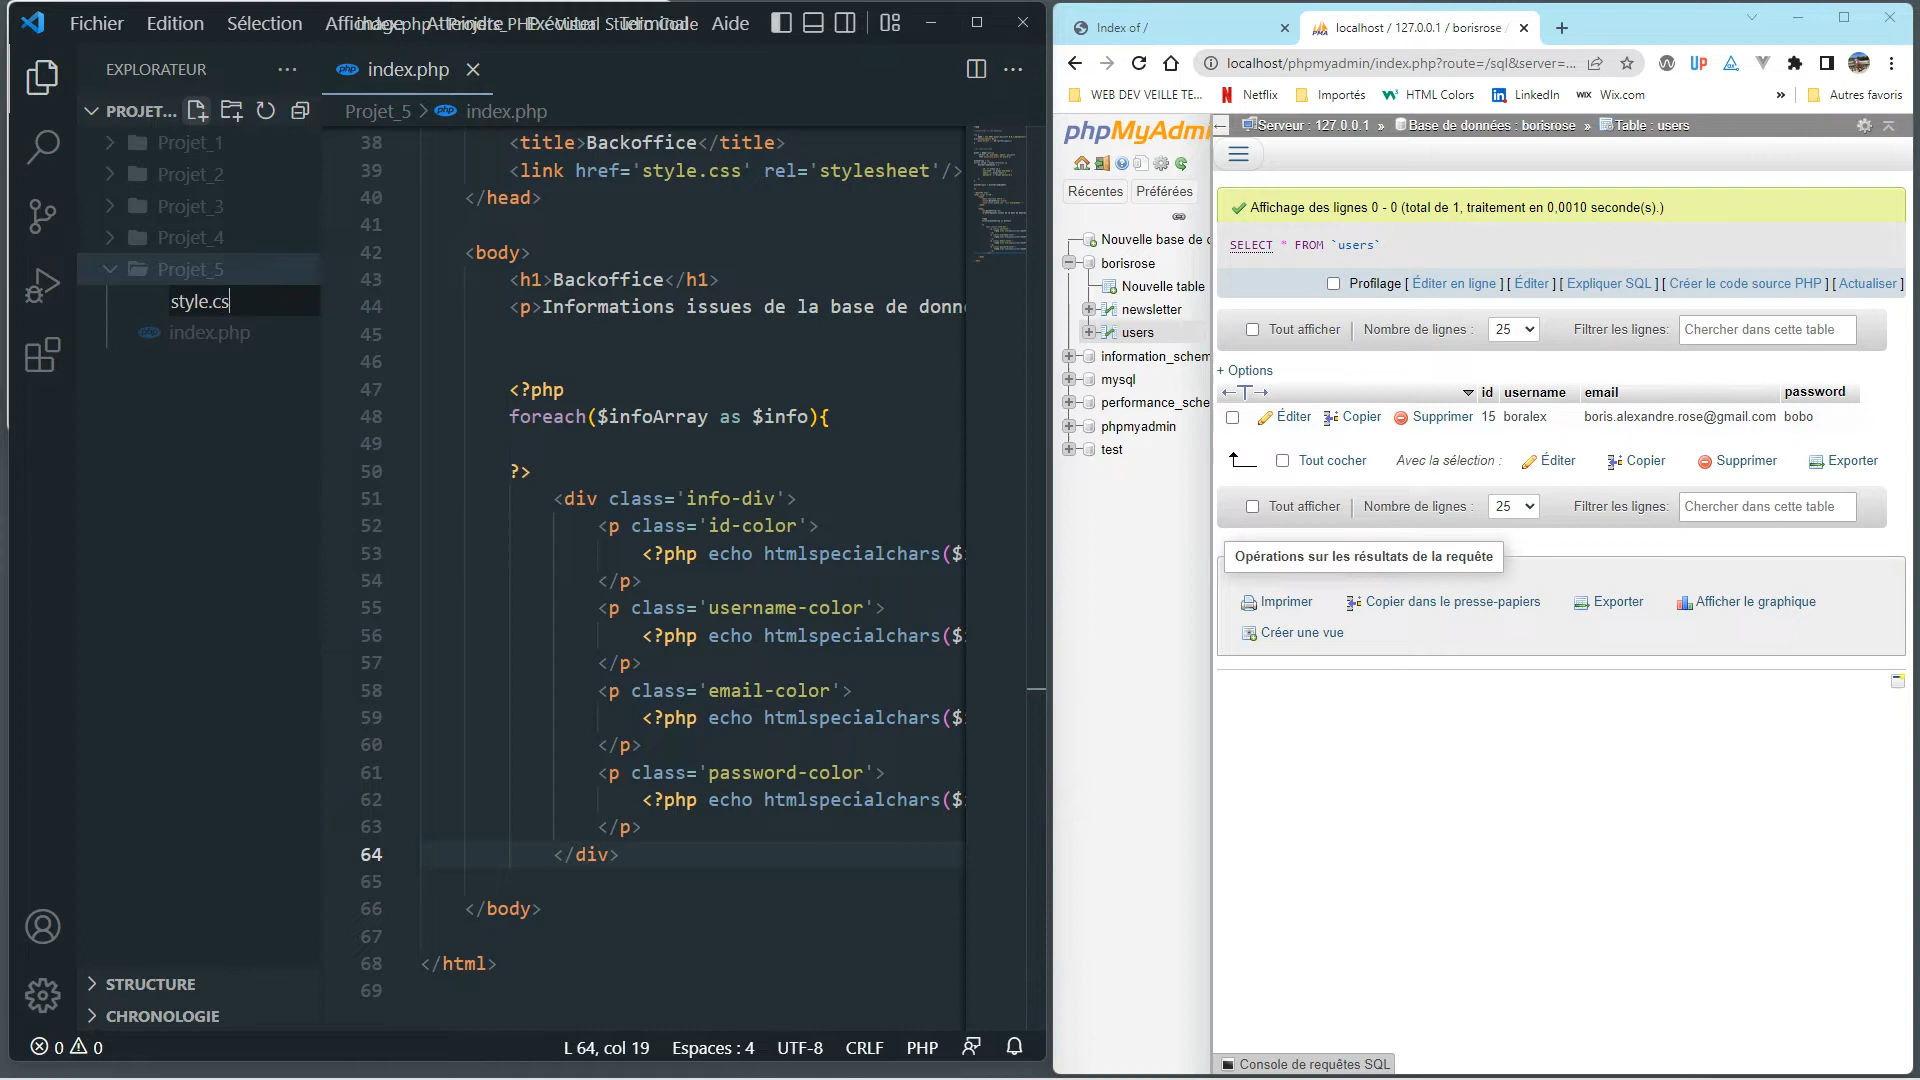 Fichier Edition Sélection Affichage Atteindre Exécuter Terminal Aide
EXPLORATEUR
PROJET...
Projet_1
Projet_2
Projet_3
Projet_4
Projet_5
style.cs
index.php
STRUCTURE
CHRONOLOGIE
index.php
Projet_5 > index.php
38 <title>Backoffice</title>
39 <link href='style.css' rel='stylesheet'/>
40 </head>
41
42 <body>
43 <h1>Backoffice</h1>
44 <p>Informations issues de la base de donn
45
46
47 <?php
48 foreach($infoArray as $info){
49
50 ?>
51 <div class='info-div'>
52 <p class='id-color'>
53 <?php echo htmlspecialchars($
54 </p>
55 <p class='username-color'>
56 <?php echo htmlspecialchars($
57 </p>
58 <p class='email-color'>
59 <?php echo htmlspecialchars($
60 </p>
61 <p class='password-color'>
62 <?php echo htmlspecialchars($
63 </p>
64 </div>
65
66 </body>
67
68 </html>
69
0 0
L 64, col 19 Espaces : 4 UTF-8 CRLF PHP
Index of /
localhost / 127.0.0.1 / borisrose /
localhost/phpmyadmin/index.php?route=/sql&server=...
WEB DEV VEILLE TE... Netflix Importés HTML Colors LinkedIn Wix.com » Autres favoris
phpMyAdmi
Récentes Préférées
Nouvelle base de
borisrose
Nouvelle table
newsletter
users
information_schem
mysql
performance_sche
phpmyadmin
test
Serveur : 127.0.0.1 » Base de données : borisrose » Table : users
Affichage des lignes 0 - 0 (total de 1, traitement en 0,0010 seconde(s).)
SELECT * FROM `users`
Profilage [ Éditer en ligne ] [ Éditer ] [ Expliquer SQL ] [ Créer le code source PHP ] [ Actualiser ]
Tout afficher Nombre de lignes : 25 Filtrer les lignes: Chercher dans cette table
+ Options
←T→ id username email password
Éditer Copier Supprimer 15 boralex boris.alexandre.rose@gmail.com bobo
Tout cocher Avec la sélection : Éditer Copier Supprimer Exporter
Tout afficher Nombre de lignes : 25 Filtrer les lignes: Chercher dans cette table
Opérations sur les résultats de la requête
Imprimer Copier dans le presse-papiers Exporter Afficher le graphique
Créer une vue
Console de requêtes SQL